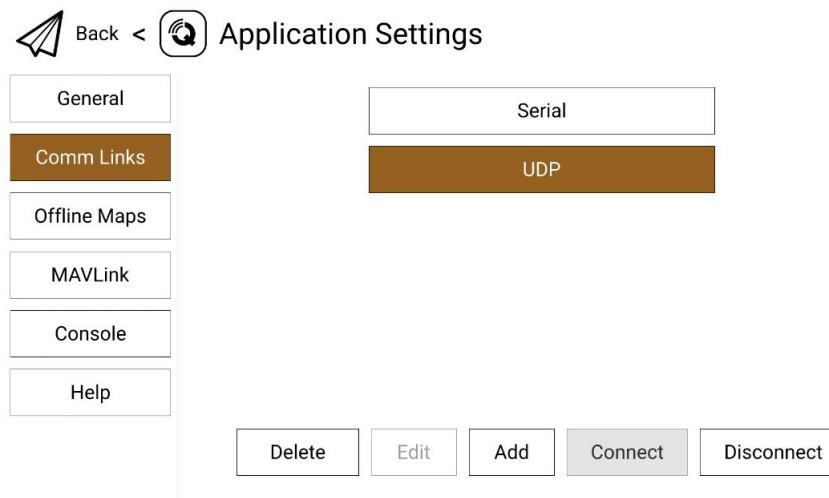 Back < Application Settings
General
Comm Links
Offline Maps
MAVLink
Console
Help
Serial
UDP
Delete Edit Add Connect Disconnect